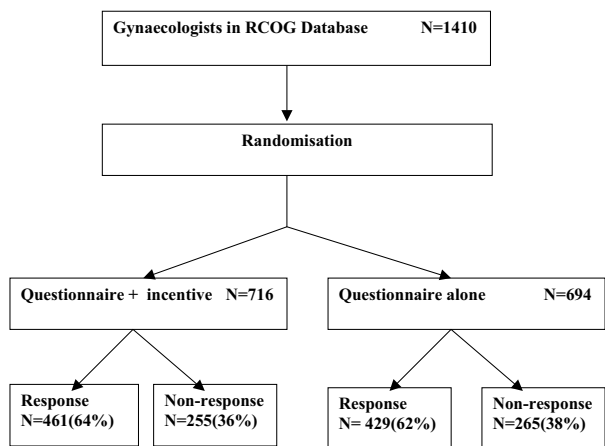 Gynaecologists in RCOG Database N=1410
Randomisation
Questionnaire + incentive N=716
Questionnaire alone N=694
Response
N=461(64%)
Non-response
N=255(36%)
Response
N= 429(62%)
Non-response
N=265(38%)